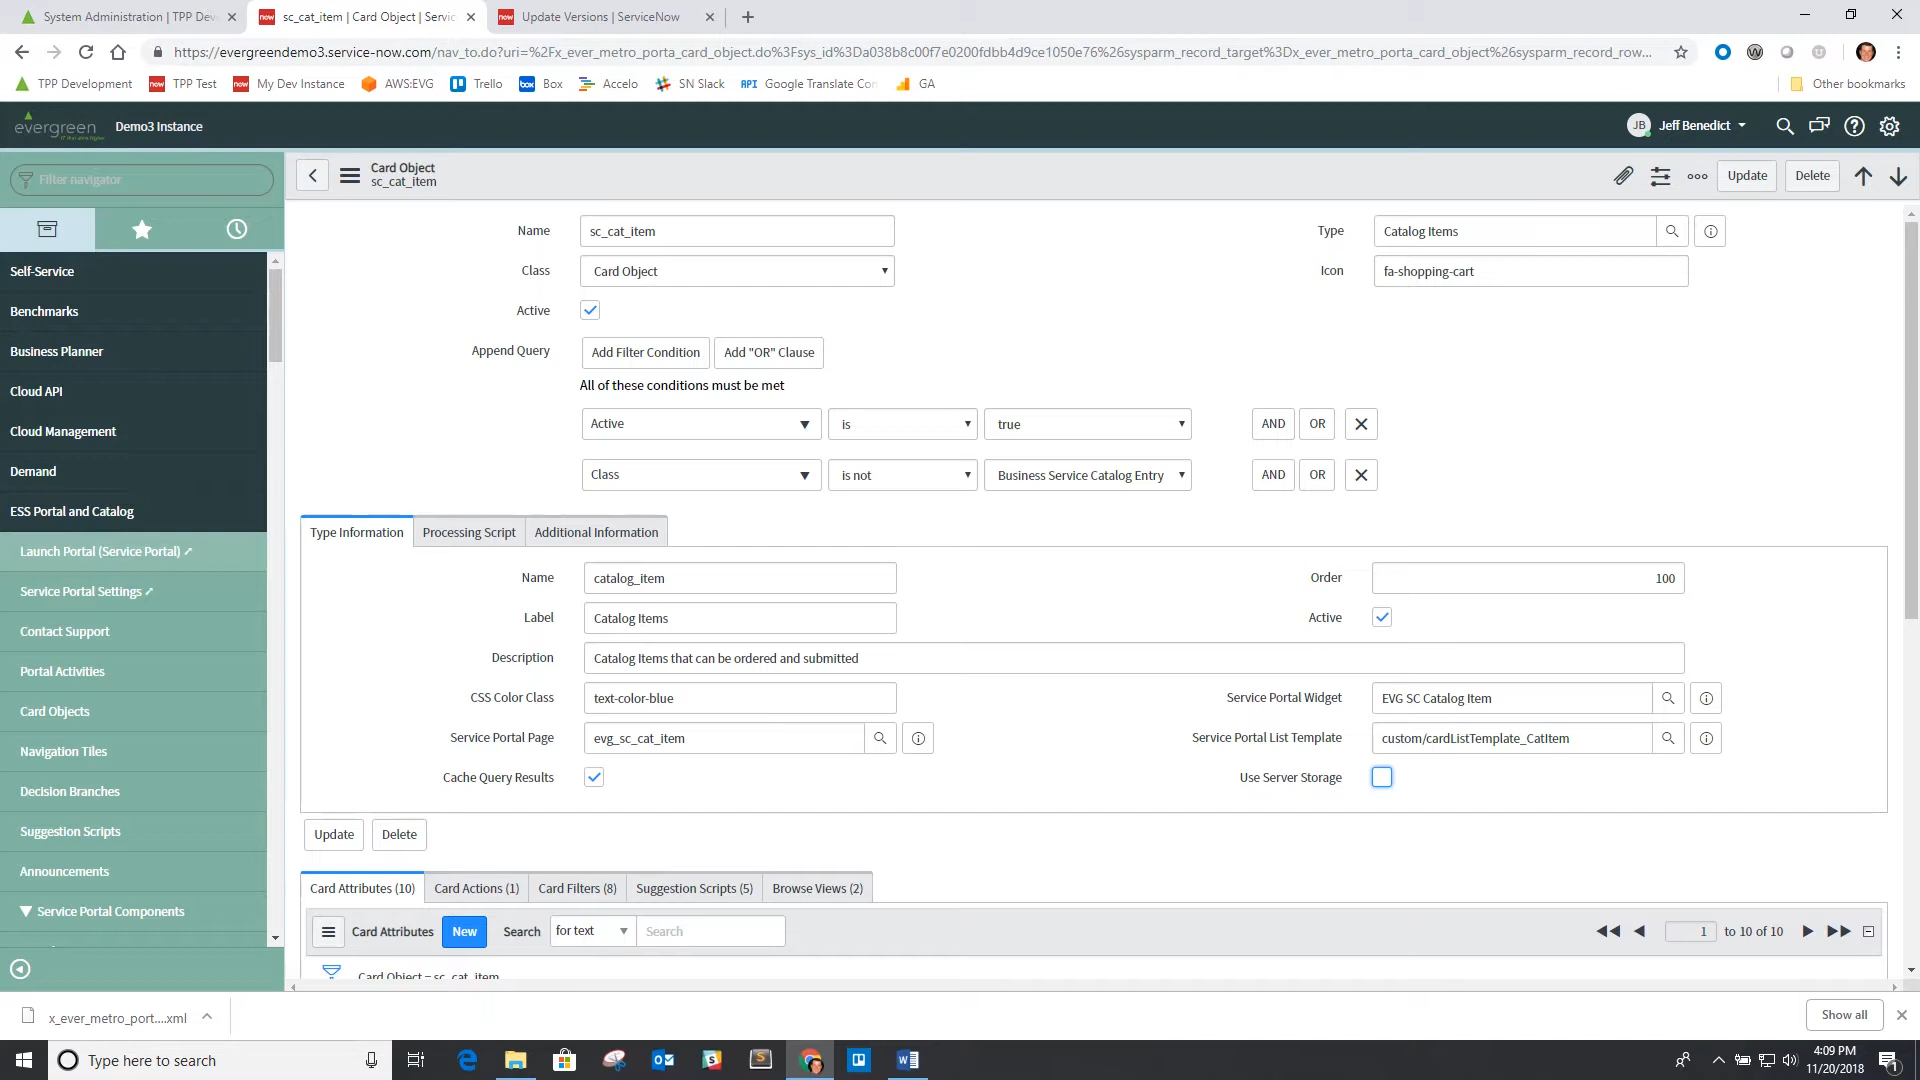 System Administration | TPP Dev
sc_cat_item | Card Object | Servic
Update Versions | ServiceNow
https://evergreendemo3.service-now.com/nav_to.do?uri=%2Fx_ever_metro_porta_card_object.do%3Fsys_id%3Da038b8c00f7e0200fdbb4d9ce1050e76%26sysparm_record_target%3Dx_ever_metro_porta_card_object%26sysparm_record_row...
TPP Development
TPP Test
My Dev Instance
AWS:EVG
Trello
Box
Accelo
SN Slack
Google Translate Con
GA
Other bookmarks
evergreen
Demo3 Instance
JB
Jeff Benedict
Filter navigator
Card Object
sc_cat_item
Update
Delete
Self-Service
Benchmarks
Business Planner
Cloud API
Cloud Management
Demand
ESS Portal and Catalog
Launch Portal (Service Portal)
Service Portal Settings
Contact Support
Portal Activities
Card Objects
Navigation Tiles
Decision Branches
Suggestion Scripts
Announcements
Service Portal Components
Name
sc_cat_item
Type
Catalog Items
Class
Card Object
Icon
fa-shopping-cart
Active
Append Query
Add Filter Condition
Add "OR" Clause
All of these conditions must be met
Active
is
true
AND
OR
Class
is not
Business Service Catalog Entry
AND
OR
Type Information
Processing Script
Additional Information
Name
catalog_item
Order
100
Label
Catalog Items
Active
Description
Catalog Items that can be ordered and submitted
CSS Color Class
text-color-blue
Service Portal Widget
EVG SC Catalog Item
Service Portal Page
evg_sc_cat_item
Service Portal List Template
custom/cardListTemplate_CatItem
Cache Query Results
Use Server Storage
Update
Delete
Card Attributes (10)
Card Actions (1)
Card Filters (8)
Suggestion Scripts (5)
Browse Views (2)
Card Attributes
New
Search
for text
Search
1
to 10 of 10
Card Object = sc_cat_item
x_ever_metro_port....xml
Show all
Type here to search
4:09 PM
11/20/2018
1